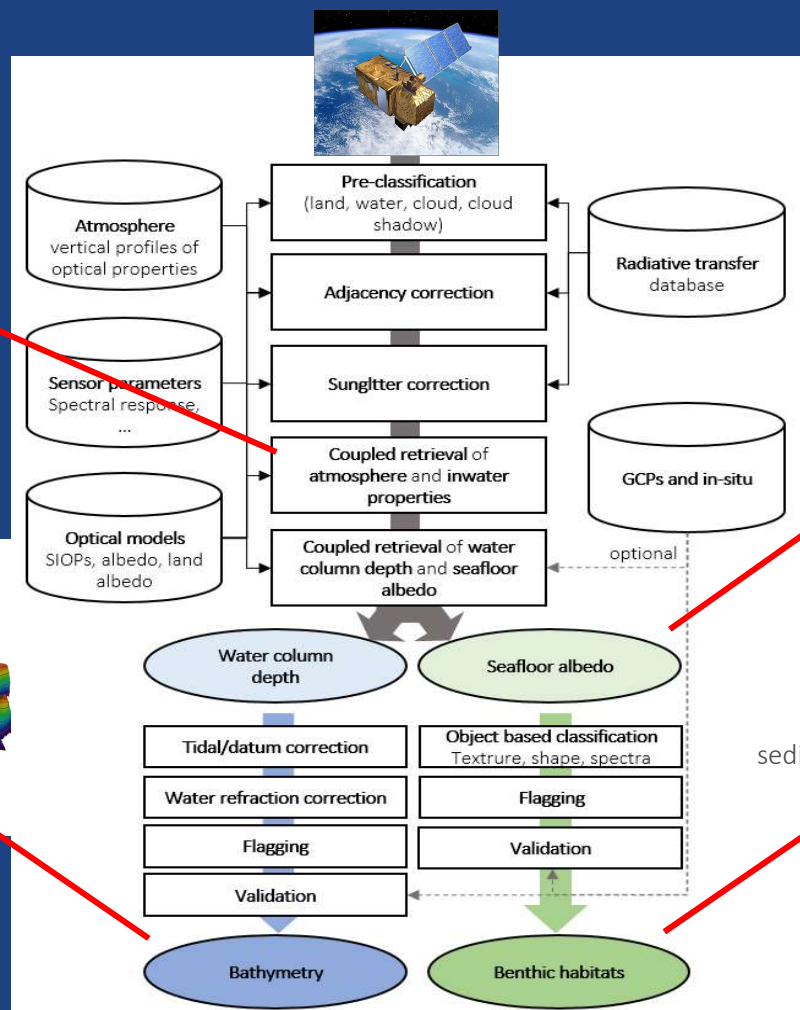 Pre-classification
(land, water, cloud, cloud
shadow)
Atmosphere
vertical profiles of
optical properties
Radiative transfer
database
Adjacency correction
Sensor parameters
Spectral response,
...
Sungltter correction
Coupled retrieval of
atmosphere and inwater
properties
GCPs and in-situ
Optical models
SIOPs, albedo, land
albedo
Coupled retrieval of water
column depth and seafloor
albedo
optional
Water column
depth
Seafloor albedo
Tidal/datum correction
Object based classification
Textrure, shape, spectra
sedi
Water refraction correction
Flagging
Flagging
Validation
Validation
Bathymetry
Benthic habitats